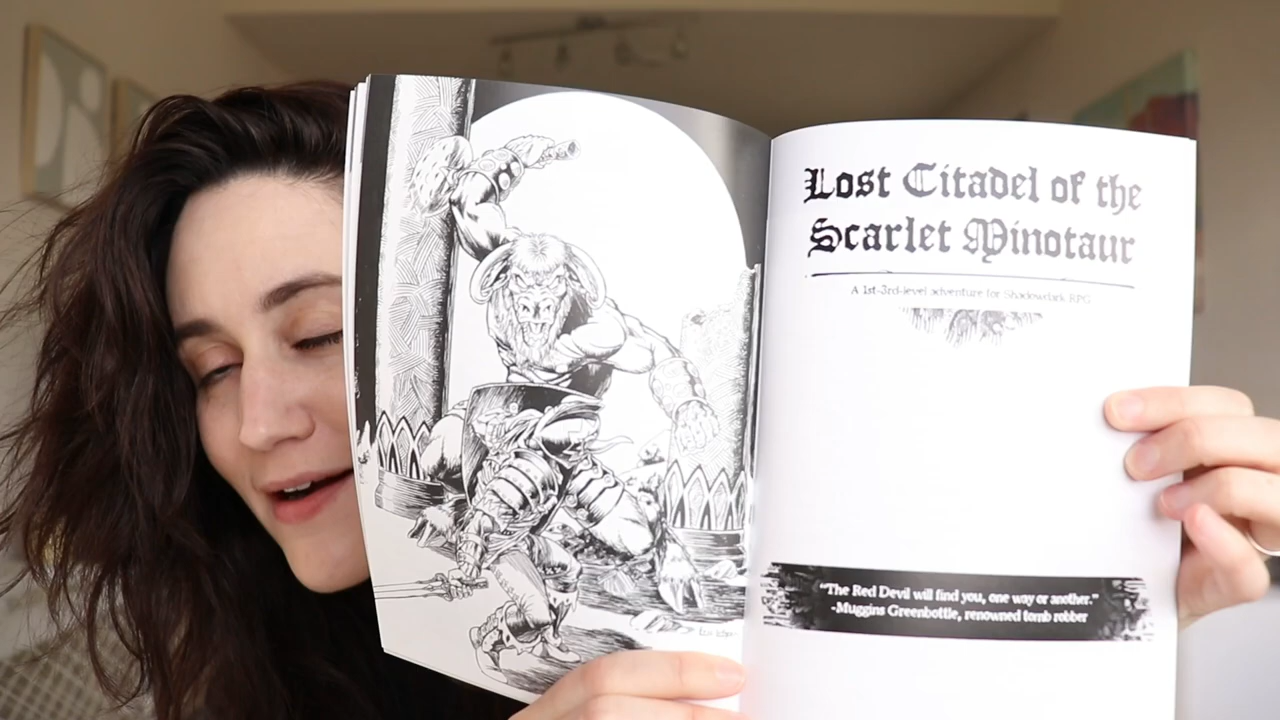 Lost Citadel of the
Scarlet Minotaur
A 1st-3rd-level adventure for Shadowdark RPG
"The Red Devil will find you, one way or another."
-Muggins Greenbottle, renowned tomb robber